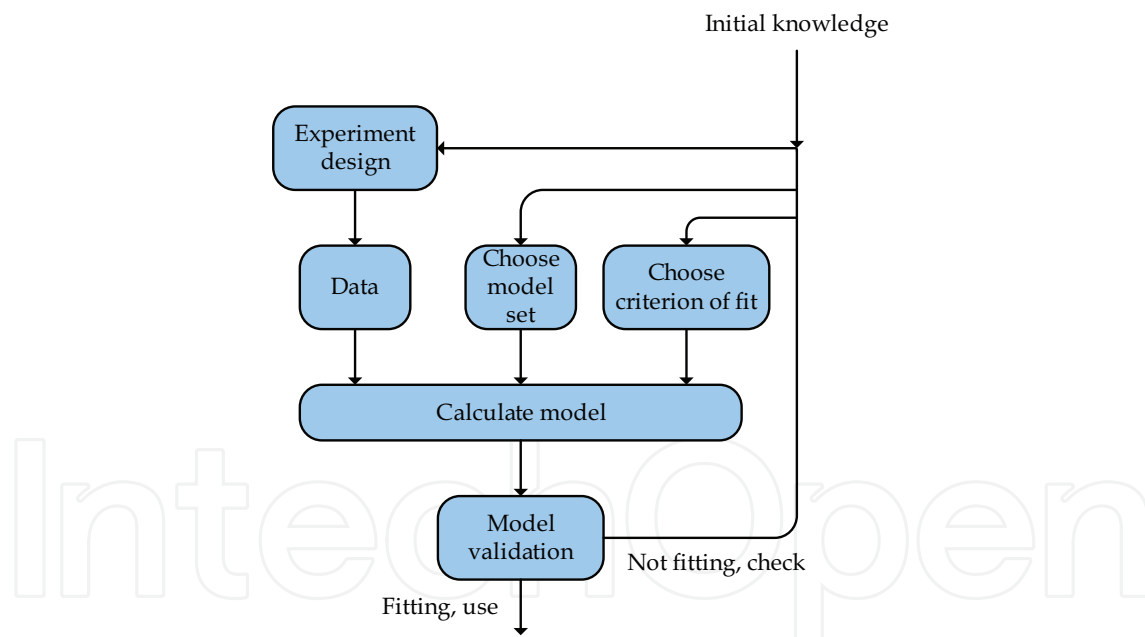 Initial knowledge
Experiment
design
Data
Choose
model
set
Choose
criterion of fit
Calculate model
Model
validation
Not fitting, check
Fitting, use
IntechOpen